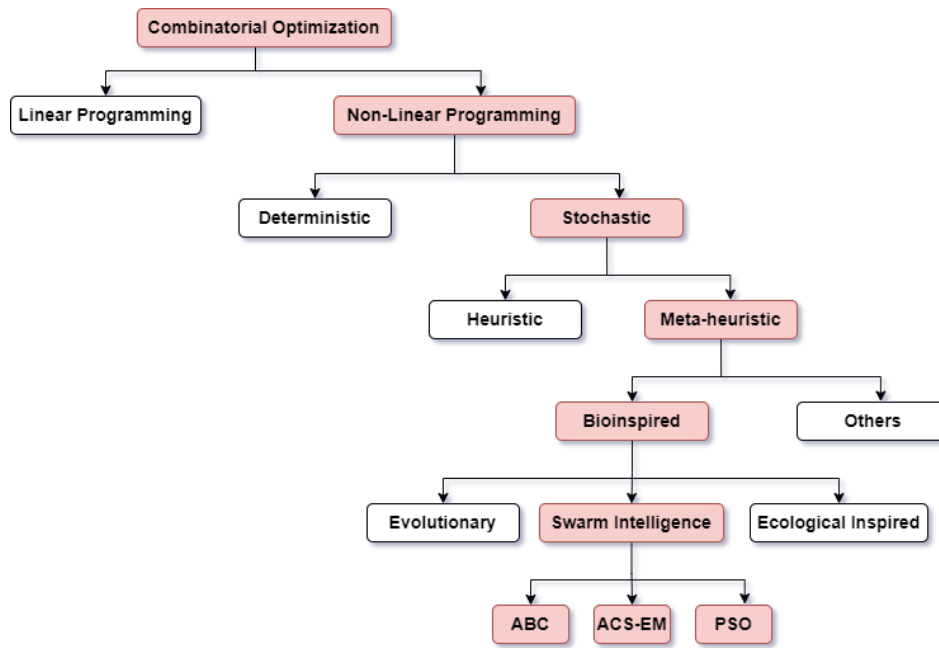 Combinatorial Optimization
Linear Programming
Non-Linear Programming
Deterministic
Stochastic
Heuristic
Meta-heuristic
Bioinspired
Others
Evolutionary
Swarm Intelligence
Ecological Inspired
ABC
ACS-EM
PSO